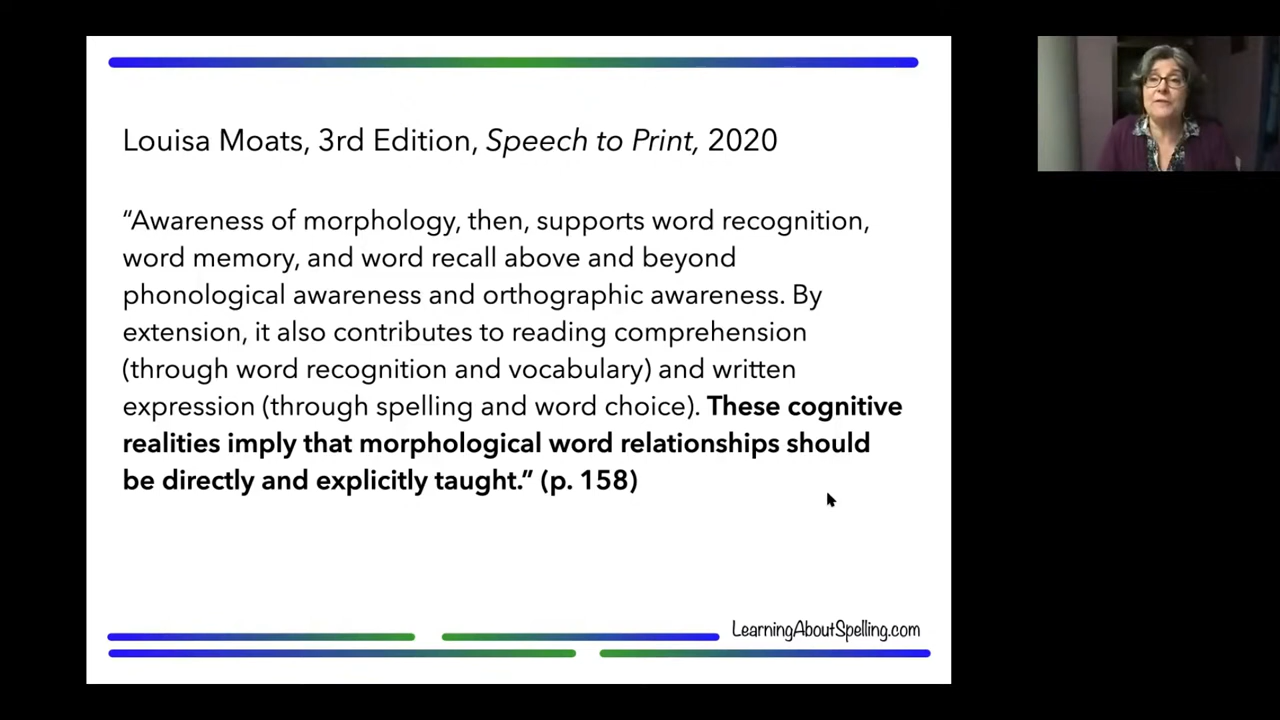 Louisa Moats, 3rd Edition, Speech to Print, 2020
“Awareness of morphology, then, supports word recognition,
word memory, and word recall above and beyond
phonological awareness and orthographic awareness. By
extension, it also contributes to reading comprehension
(through word recognition and vocabulary) and written
expression (through spelling and word choice). These cognitive
realities imply that morphological word relationships should
be directly and explicitly taught.” (p. 158)
LearningAboutSpelling.com